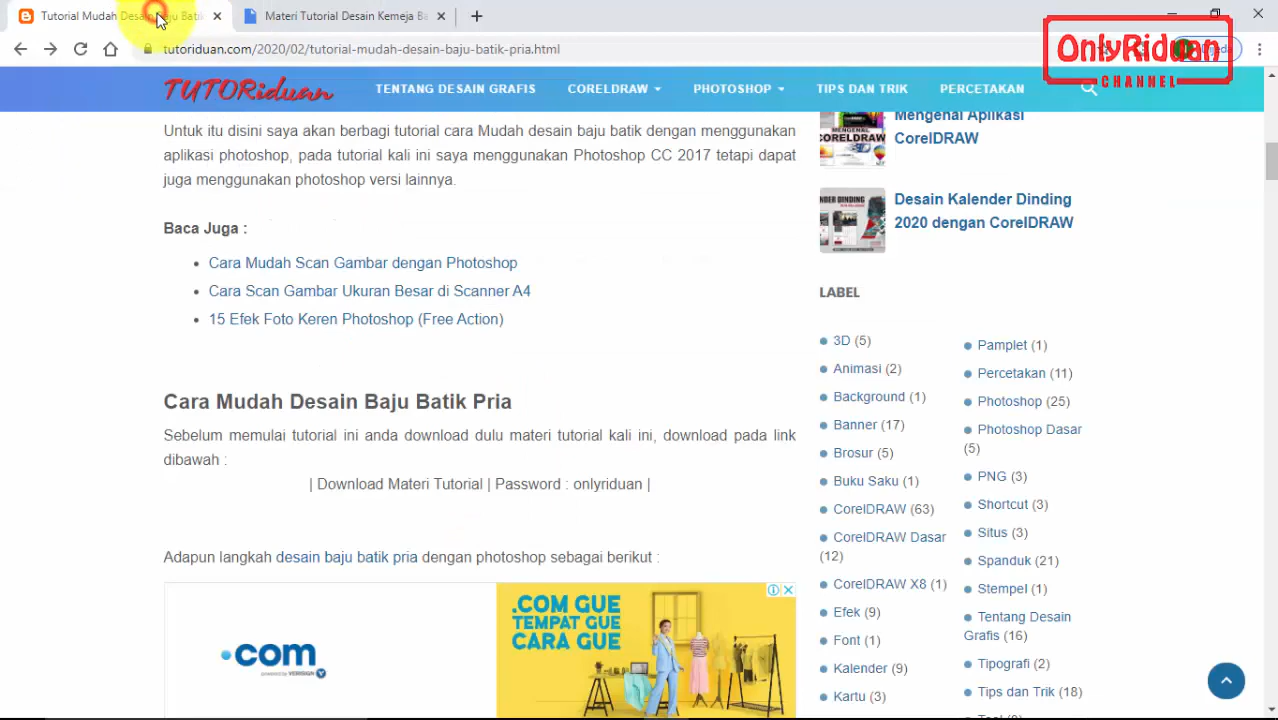 Tutorial Mudah Desain Baju Batik
Materi Tutorial Desain Kemeja Ba
tutoriduan.com/2020/02/tutorial-mudah-desain-baju-batik-pria.html
OnlyRiduan
CHANNEL
TUTORiduan
TENTANG DESAIN GRAFIS
CORELDRAW
PHOTOSHOP
TIPS DAN TRIK
PERCETAKAN
Untuk itu disini saya akan berbagi tutorial cara Mudah desain baju batik dengan menggunakan
aplikasi photoshop, pada tutorial kali ini saya menggunakan Photoshop CC 2017 tetapi dapat
juga menggunakan photoshop versi lainnya.
Baca Juga :
Cara Mudah Scan Gambar dengan Photoshop
Cara Scan Gambar Ukuran Besar di Scanner A4
15 Efek Foto Keren Photoshop (Free Action)
Cara Mudah Desain Baju Batik Pria
Sebelum memulai tutorial ini anda download dulu materi tutorial kali ini, download pada link
dibawah :
| Download Materi Tutorial | Password : onlyriduan |
Adapun langkah desain baju batik pria dengan photoshop sebagai berikut :
.com
powered by VERISIGN
.COM GUE
TEMPAT GUE
CARA GUE
Mengenal Aplikasi
CorelDRAW
MENGENAL
CORELDRAW
Desain Kalender Dinding
2020 dengan CorelDRAW
LABEL
3D (5)
Animasi (2)
Background (1)
Banner (17)
Brosur (5)
Buku Saku (1)
CorelDRAW (63)
CorelDRAW Dasar
(12)
CorelDRAW X8 (1)
Efek (9)
Font (1)
Kalender (9)
Kartu (3)
Pamplet (1)
Percetakan (11)
Photoshop (25)
Photoshop Dasar
(5)
PNG (3)
Shortcut (3)
Situs (3)
Spanduk (21)
Stempel (1)
Tentang Desain
Grafis (16)
Tipografi (2)
Tips dan Trik (18)